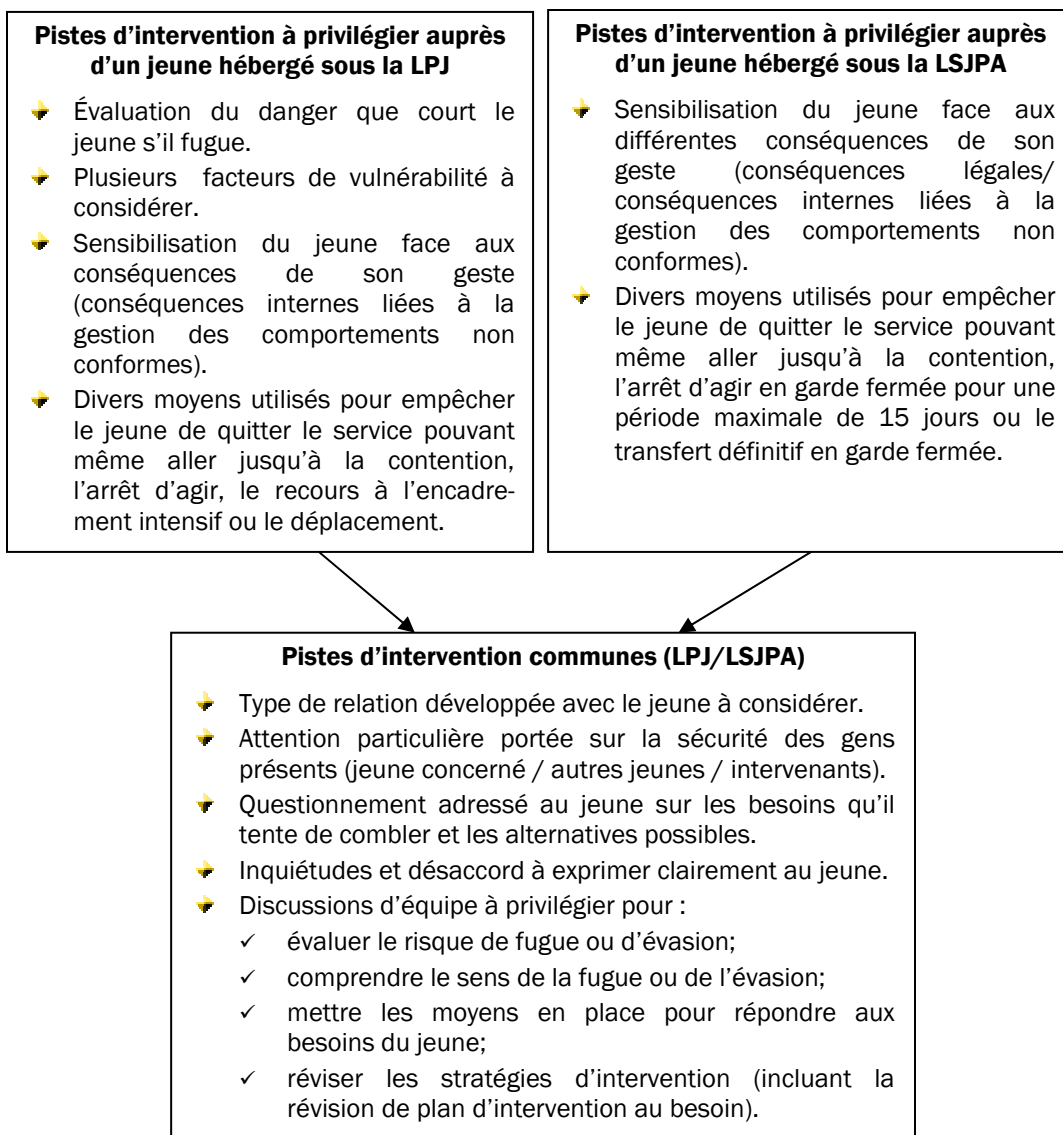 Pistes d'intervention à privilégier auprès
d'un jeune hébergé sous la LPJ
Évaluation du danger que court le
jeune s'il fugue.
Plusieurs facteurs de vulnérabilité à
considérer.
Sensibilisation du jeune face aux
conséquences de son geste
(conséquences internes liées à la
gestion des comportements non
conformes).
Divers moyens utilisés pour empêcher
le jeune de quitter le service pouvant
même aller jusqu'à la contention,
l'arrêt d'agir, le recours à l'encadre-
ment intensif ou le déplacement.
Pistes d'intervention à privilégier auprès
d'un jeune hébergé sous la LSJPA
Sensibilisation du jeune face aux
différentes conséquences de son
geste (conséquences légales/
conséquences internes liées à la
gestion des comportements non
conformes).
Divers moyens utilisés pour empêcher
le jeune de quitter le service pouvant
même aller jusqu'à la contention,
l'arrêt d'agir en garde fermée pour une
période maximale de 15 jours ou le
transfert définitif en garde fermée.
Pistes d'intervention communes (LPJ/LSJPA)
Type de relation développée avec le jeune à considérer.
Attention particulière portée sur la sécurité des gens
présents (jeune concerné / autres jeunes / intervenants).
Questionnement adressé au jeune sur les besoins qu'il
tente de combler et les alternatives possibles.
Inquiétudes et désaccord à exprimer clairement au jeune.
Discussions d'équipe à privilégier pour :
✓ évaluer le risque de fugue ou d'évasion;
✓ comprendre le sens de la fugue ou de l'évasion;
✓ mettre les moyens en place pour répondre aux
besoins du jeune;
✓ réviser les stratégies d'intervention (incluant la
révision de plan d'intervention au besoin).